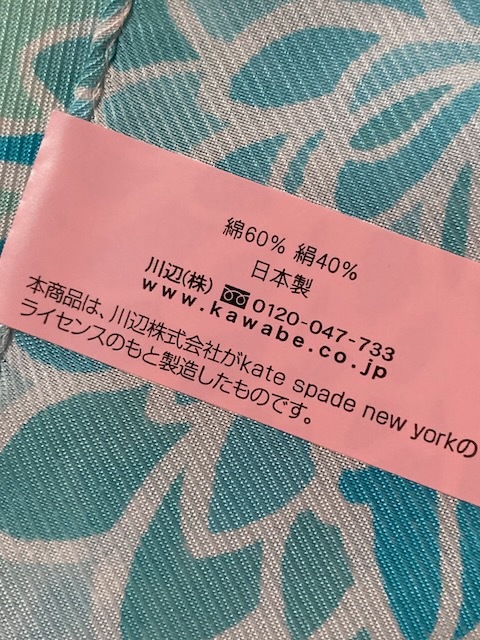 綿60% 絹40%
日本製
川辺(株) 0120-047-733
www.kawabe.co.jp
本商品は、川辺株式会社がkate spade new yorkの
ライセンスのもと製造したものです。